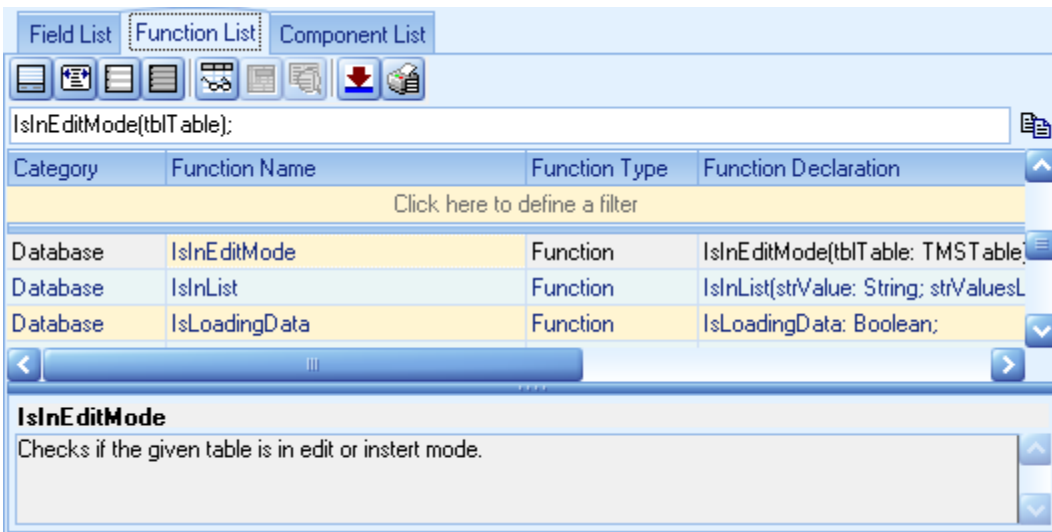 Field List Function List Component List
IsInEditMode(tblTable);
Category Function Name Function Type Function Declaration
Click here to define a filter
Database IsInEditMode Function IsInEditMode(tblTable: TMSTable)
Database IsInList Function IsInList(strValue: String; strValuesL
Database IsLoadingData Function IsLoadingData: Boolean;
IsInEditMode
Checks if the given table is in edit or instert mode.